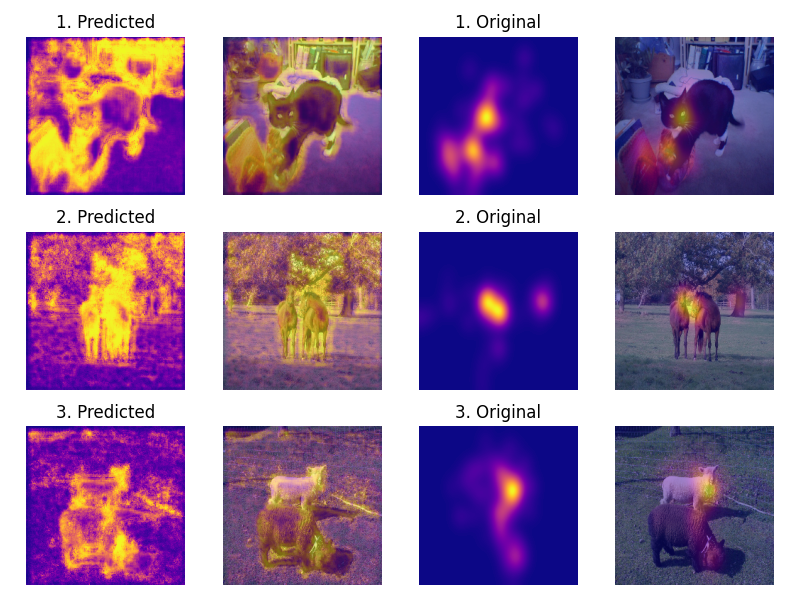 1. Predicted
1. Original
2. Predicted
2. Original
3. Predicted
3. Original